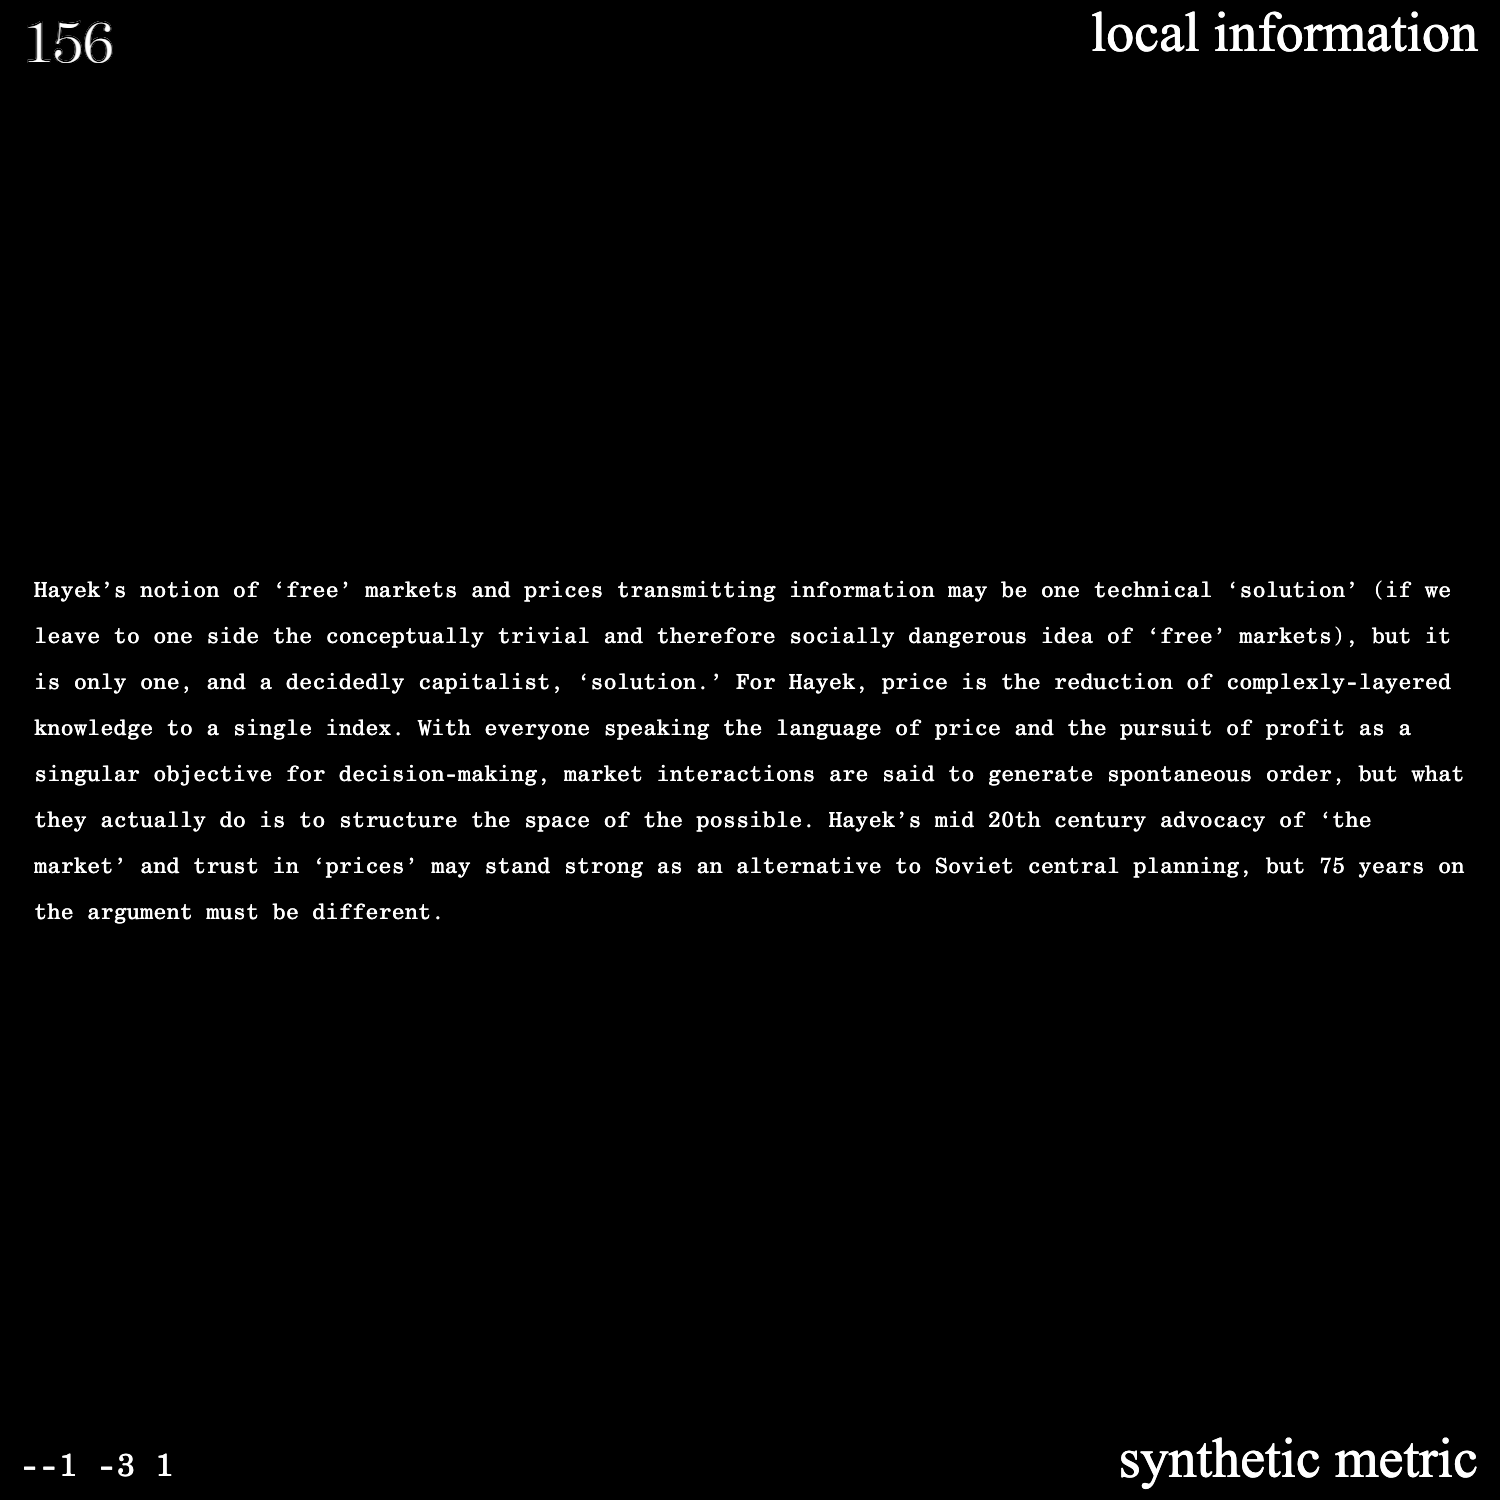 156
local information
Hayek’s notion of ‘free’ markets and prices transmitting information may be one technical ‘solution’ (if we
leave to one side the conceptually trivial and therefore socially dangerous idea of ‘free’ markets), but it
is only one, and a decidedly capitalist, ‘solution.’ For Hayek, price is the reduction of complexly-layered
knowledge to a single index. With everyone speaking the language of price and the pursuit of profit as a
singular objective for decision-making, market interactions are said to generate spontaneous order, but what
they actually do is to structure the space of the possible. Hayek’s mid 20th century advocacy of ‘the
market’ and trust in ‘prices’ may stand strong as an alternative to Soviet central planning, but 75 years on
the argument must be different.
--1 -3 1
synthetic metric